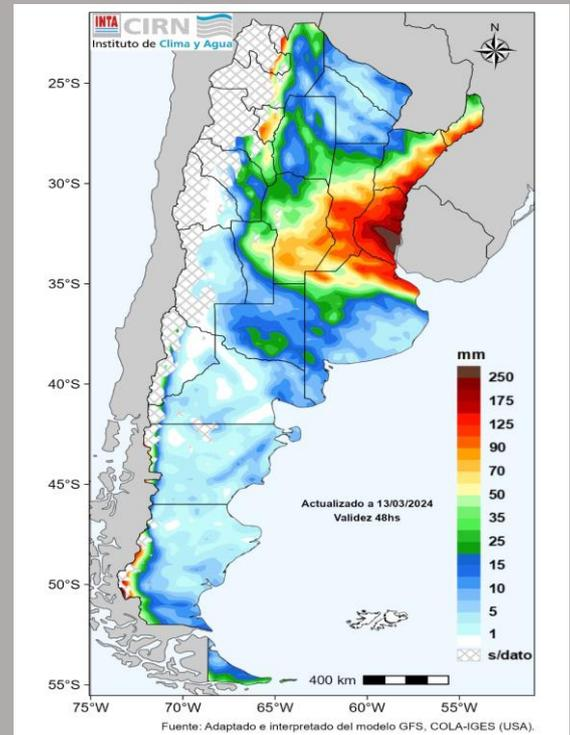 INTA CIRN
Instituto de Clima y Agua
N
25°S
30°S
35°S
40°S
45°S
50°S
55°S
mm
250
175
125
90
70
50
35
25
15
10
5
1
s/dato
Actualizado a 13/03/2024
Validez 48hs
400 km
75°W 70°W 65°W 60°W 55°W
Fuente: Adaptado e interpretado del modelo GFS, COLA-IGES (USA).